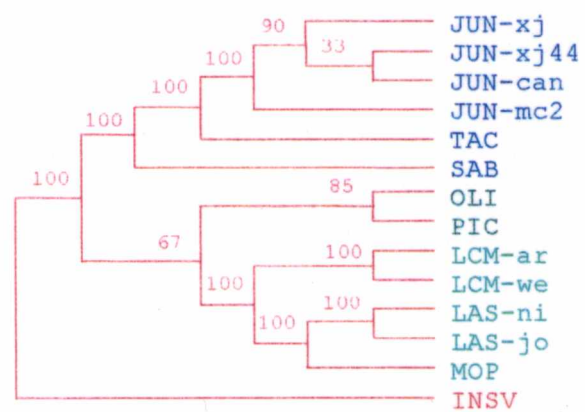 90 JUN-xj
33 JUN-xj44
100 JUN-can
100 JUN-mc2
100 TAC
100 SAB
85 OLI
67 PIC
100 LCM-ar
100 LCM-we
100 LAS-ni
100 LAS-jo
MOP
INSV